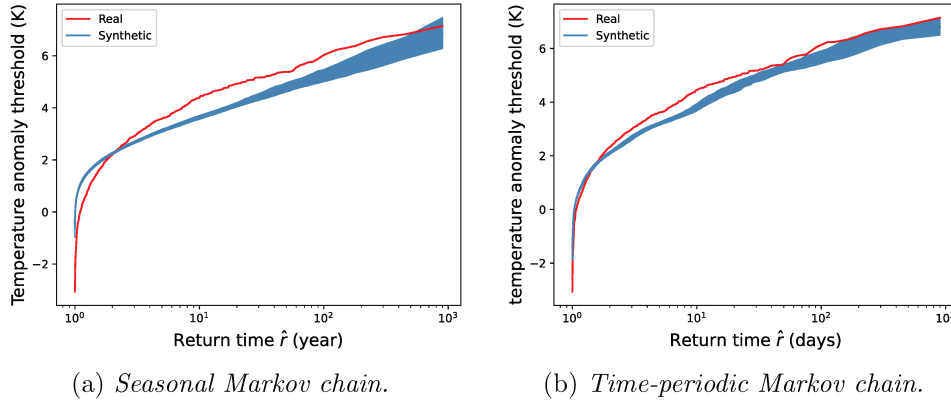 Temperature anomaly threshold (K)
Real
Synthetic
6
4
2
0
−2
10⁰
10¹
10²
10³
Return time r̂ (year)
(a) Seasonal Markov chain.
temperature anomaly threshold (K)
Real
Synthetic
6
4
2
0
−2
10⁰
10¹
10²
Return time r̂ (days)
(b) Time-periodic Markov chain.